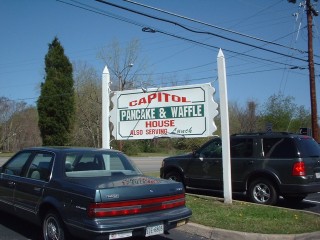 CAPITOL
PANCAKE & WAFFLE
HOUSE
ALSO SERVING Lunch